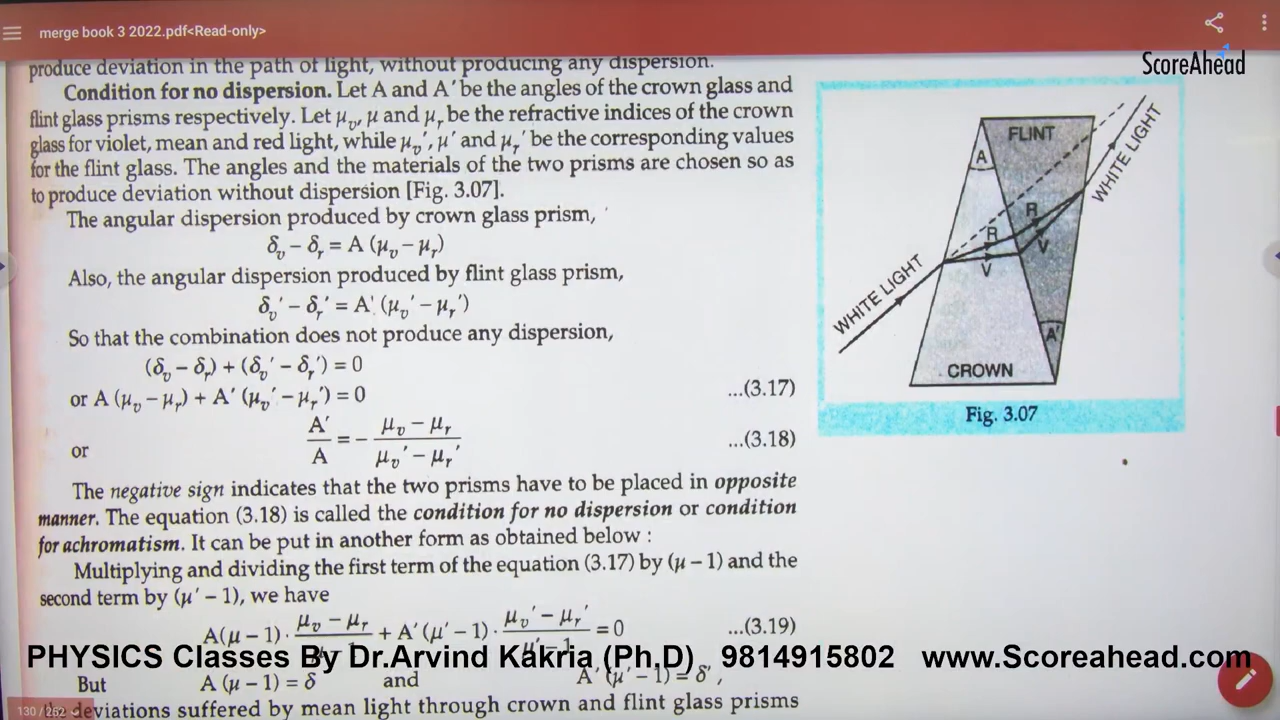 merge book 3 2022.pdf<Read-only>
ScoreAhead
produce deviation in the path of light, without producing any dispersion.
Condition for no dispersion. Let A and A′ be the angles of the crown glass and
flint glass prisms respectively. Let μv, μ and μr be the refractive indices of the crown
glass for violet, mean and red light, while μv′, μ′ and μr′ be the corresponding values
for the flint glass. The angles and the materials of the two prisms are chosen so as
to produce deviation without dispersion [Fig. 3.07].
The angular dispersion produced by crown glass prism,
δv – δr = A (μv – μr)
Also, the angular dispersion produced by flint glass prism,
δv′ – δr′ = A′ (μv′ – μr′)
So that the combination does not produce any dispersion,
(δv – δr) + (δv′ – δr′) = 0
or A (μv – μr) + A′ (μv′ – μr′) = 0 ...(3.17)
or A′/A = – (μv – μr)/(μv′ – μr′) ...(3.18)
The negative sign indicates that the two prisms have to be placed in opposite
manner. The equation (3.18) is called the condition for no dispersion or condition
for achromatism. It can be put in another form as obtained below :
Multiplying and dividing the first term of the equation (3.17) by (μ – 1) and the
second term by (μ′ – 1), we have
A(μ – 1) · (μv – μr)/(μ – 1) + A′(μ′ – 1) · (μv′ – μr′)/(μ′ – 1) = 0 ...(3.19)
PHYSICS Classes By Dr.Arvind Kakria (Ph,D) 9814915802 www.Scoreahead.com
But A (μ – 1) = δ and A′ (μ′ – 1) = δ′,
deviations suffered by mean light through crown and flint glass prisms
130 / 262
FLINT
A
R
R
V
V
WHITE LIGHT
WHITE LIGHT
A′
CROWN
Fig. 3.07